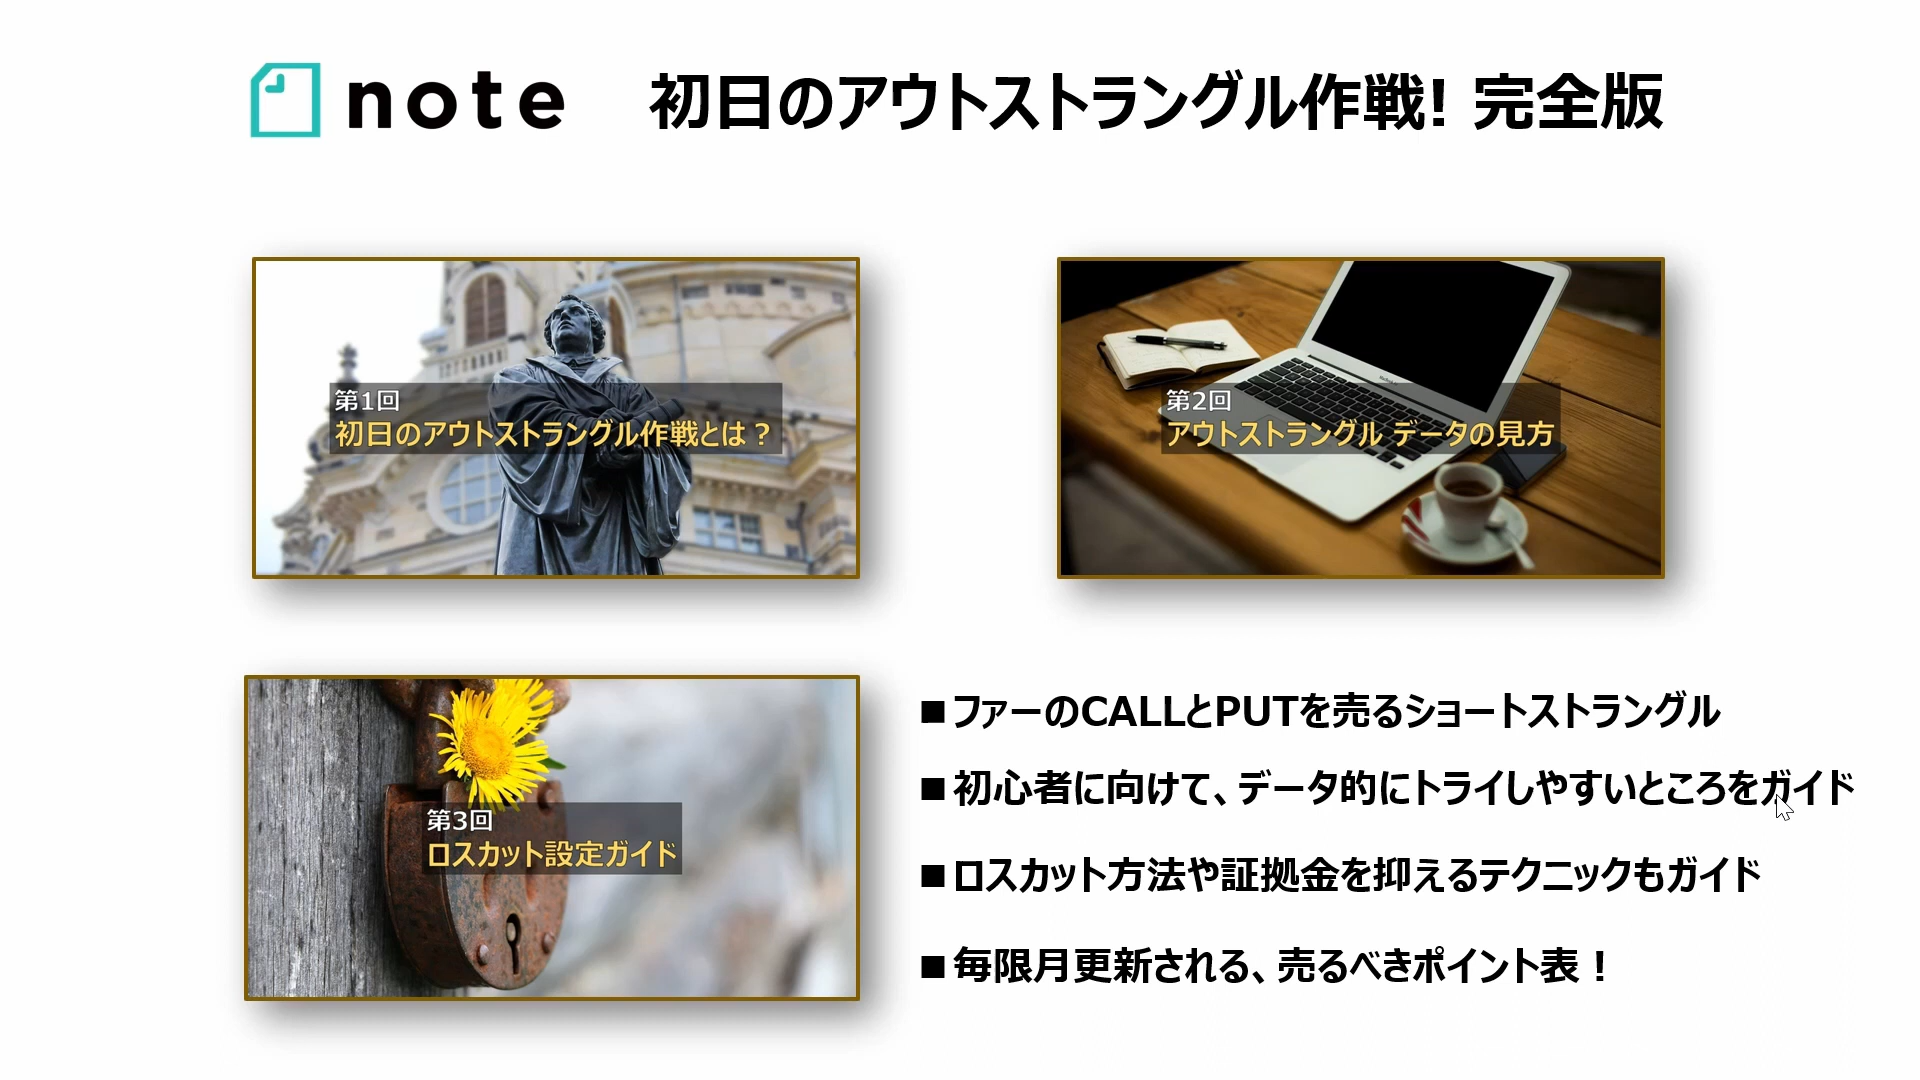 note
初日のアウトストラングル作戦! 完全版
第1回
初日のアウトストラングル作戦とは？
第2回
アウトストラングル データの見方
第3回
ロスカット設定ガイド
■ファーのCALLとPUTを売るショートストラングル
■初心者に向けて、データ的にトライしやすいところをガイド
■ロスカット方法や証拠金を抑えるテクニックもガイド
■毎限月更新される、売るべきポイント表！